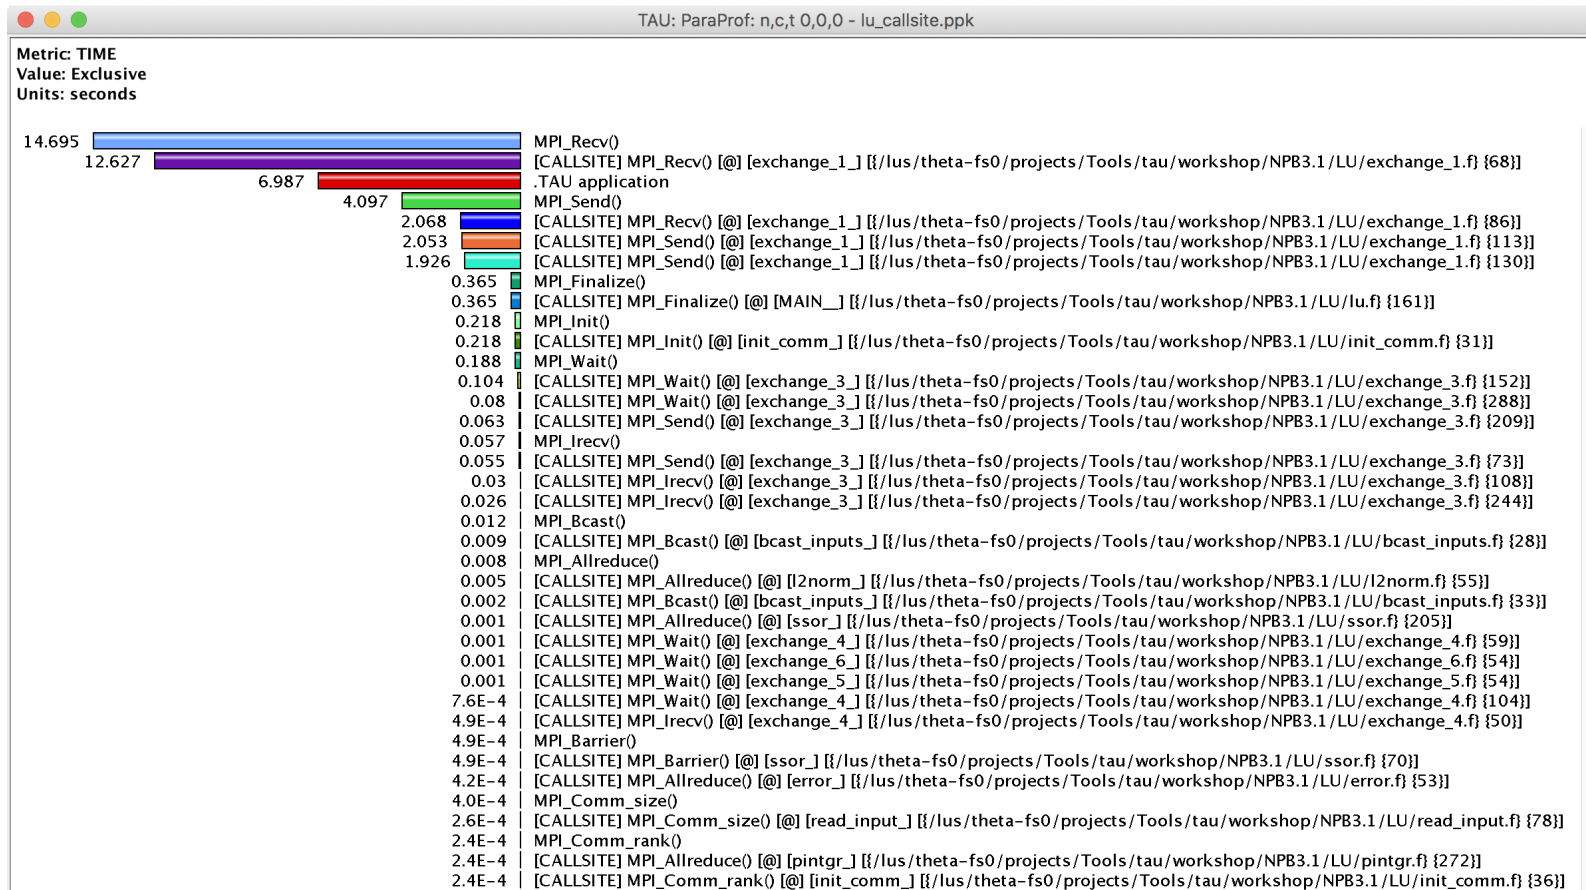 TAU: ParaProf: n,c,t 0,0,0 - lu_callsite.ppk
Metric: TIME
Value: Exclusive
Units: seconds
14.695 MPI_Recv()
12.627 [CALLSITE] MPI_Recv() [@] [exchange_1_] [{/lus/theta-fs0/projects/Tools/tau/workshop/NPB3.1/LU/exchange_1.f} {68}]
6.987 .TAU application
4.097 MPI_Send()
2.068 [CALLSITE] MPI_Recv() [@] [exchange_1_] [{/lus/theta-fs0/projects/Tools/tau/workshop/NPB3.1/LU/exchange_1.f} {86}]
2.053 [CALLSITE] MPI_Send() [@] [exchange_1_] [{/lus/theta-fs0/projects/Tools/tau/workshop/NPB3.1/LU/exchange_1.f} {113}]
1.926 [CALLSITE] MPI_Send() [@] [exchange_1_] [{/lus/theta-fs0/projects/Tools/tau/workshop/NPB3.1/LU/exchange_1.f} {130}]
0.365 MPI_Finalize()
0.365 [CALLSITE] MPI_Finalize() [@] [MAIN__] [{/lus/theta-fs0/projects/Tools/tau/workshop/NPB3.1/LU/lu.f} {161}]
0.218 MPI_Init()
0.218 [CALLSITE] MPI_Init() [@] [init_comm_] [{/lus/theta-fs0/projects/Tools/tau/workshop/NPB3.1/LU/init_comm.f} {31}]
0.188 MPI_Wait()
0.104 [CALLSITE] MPI_Wait() [@] [exchange_3_] [{/lus/theta-fs0/projects/Tools/tau/workshop/NPB3.1/LU/exchange_3.f} {152}]
0.08 [CALLSITE] MPI_Wait() [@] [exchange_3_] [{/lus/theta-fs0/projects/Tools/tau/workshop/NPB3.1/LU/exchange_3.f} {288}]
0.063 [CALLSITE] MPI_Send() [@] [exchange_3_] [{/lus/theta-fs0/projects/Tools/tau/workshop/NPB3.1/LU/exchange_3.f} {209}]
0.057 MPI_Irecv()
0.055 [CALLSITE] MPI_Send() [@] [exchange_3_] [{/lus/theta-fs0/projects/Tools/tau/workshop/NPB3.1/LU/exchange_3.f} {73}]
0.03 [CALLSITE] MPI_Irecv() [@] [exchange_3_] [{/lus/theta-fs0/projects/Tools/tau/workshop/NPB3.1/LU/exchange_3.f} {108}]
0.026 [CALLSITE] MPI_Irecv() [@] [exchange_3_] [{/lus/theta-fs0/projects/Tools/tau/workshop/NPB3.1/LU/exchange_3.f} {244}]
0.012 MPI_Bcast()
0.009 [CALLSITE] MPI_Bcast() [@] [bcast_inputs_] [{/lus/theta-fs0/projects/Tools/tau/workshop/NPB3.1/LU/bcast_inputs.f} {28}]
0.008 MPI_Allreduce()
0.005 [CALLSITE] MPI_Allreduce() [@] [l2norm_] [{/lus/theta-fs0/projects/Tools/tau/workshop/NPB3.1/LU/l2norm.f} {55}]
0.002 [CALLSITE] MPI_Bcast() [@] [bcast_inputs_] [{/lus/theta-fs0/projects/Tools/tau/workshop/NPB3.1/LU/bcast_inputs.f} {33}]
0.001 [CALLSITE] MPI_Allreduce() [@] [ssor_] [{/lus/theta-fs0/projects/Tools/tau/workshop/NPB3.1/LU/ssor.f} {205}]
0.001 [CALLSITE] MPI_Wait() [@] [exchange_4_] [{/lus/theta-fs0/projects/Tools/tau/workshop/NPB3.1/LU/exchange_4.f} {59}]
0.001 [CALLSITE] MPI_Wait() [@] [exchange_6_] [{/lus/theta-fs0/projects/Tools/tau/workshop/NPB3.1/LU/exchange_6.f} {54}]
0.001 [CALLSITE] MPI_Wait() [@] [exchange_5_] [{/lus/theta-fs0/projects/Tools/tau/workshop/NPB3.1/LU/exchange_5.f} {54}]
7.6E-4 [CALLSITE] MPI_Wait() [@] [exchange_4_] [{/lus/theta-fs0/projects/Tools/tau/workshop/NPB3.1/LU/exchange_4.f} {104}]
4.9E-4 [CALLSITE] MPI_Irecv() [@] [exchange_4_] [{/lus/theta-fs0/projects/Tools/tau/workshop/NPB3.1/LU/exchange_4.f} {50}]
4.9E-4 MPI_Barrier()
4.9E-4 [CALLSITE] MPI_Barrier() [@] [ssor_] [{/lus/theta-fs0/projects/Tools/tau/workshop/NPB3.1/LU/ssor.f} {70}]
4.2E-4 [CALLSITE] MPI_Allreduce() [@] [error_] [{/lus/theta-fs0/projects/Tools/tau/workshop/NPB3.1/LU/error.f} {53}]
4.0E-4 MPI_Comm_size()
2.6E-4 [CALLSITE] MPI_Comm_size() [@] [read_input_] [{/lus/theta-fs0/projects/Tools/tau/workshop/NPB3.1/LU/read_input.f} {78}]
2.4E-4 MPI_Comm_rank()
2.4E-4 [CALLSITE] MPI_Allreduce() [@] [pintgr_] [{/lus/theta-fs0/projects/Tools/tau/workshop/NPB3.1/LU/pintgr.f} {272}]
2.4E-4 [CALLSITE] MPI_Comm_rank() [@] [init_comm_] [{/lus/theta-fs0/projects/Tools/tau/workshop/NPB3.1/LU/init_comm.f} {36}]